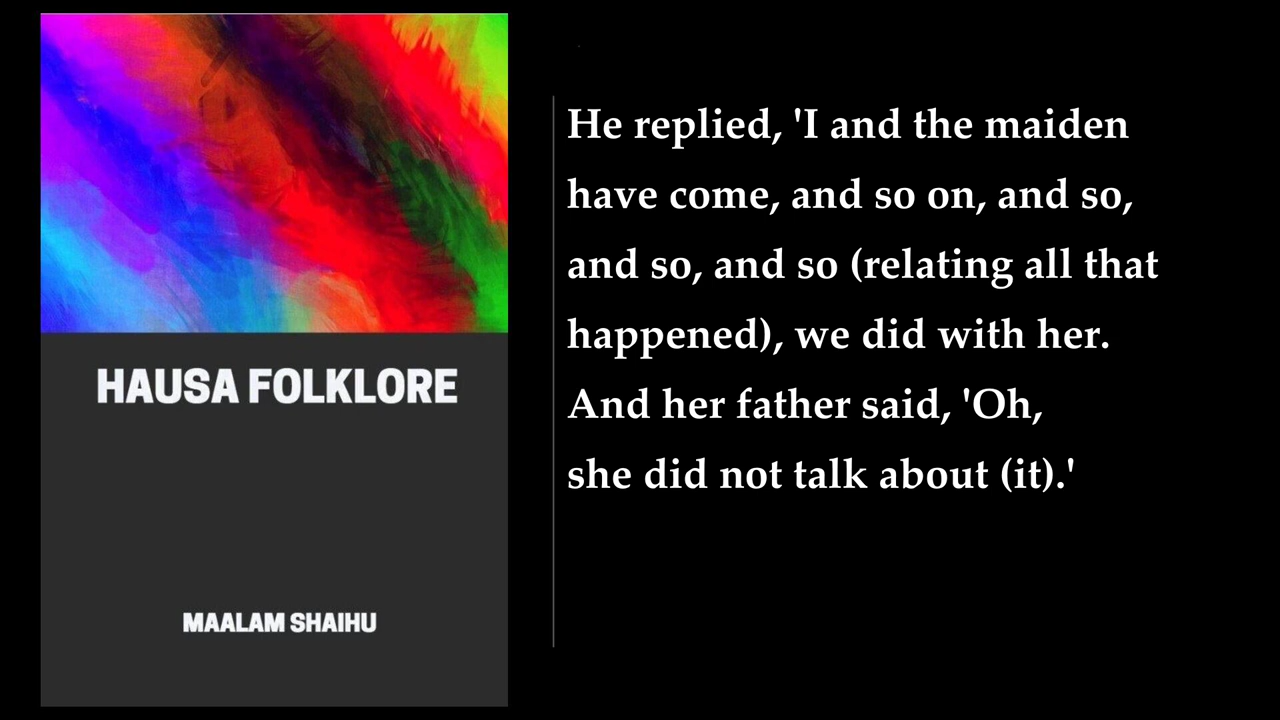 HAUSA FOLKLORE
MAALAM SHAIHU
He replied, 'I and the maiden
have come, and so on, and so,
and so, and so (relating all that
happened), we did with her.
And her father said, 'Oh,
she did not talk about (it).'